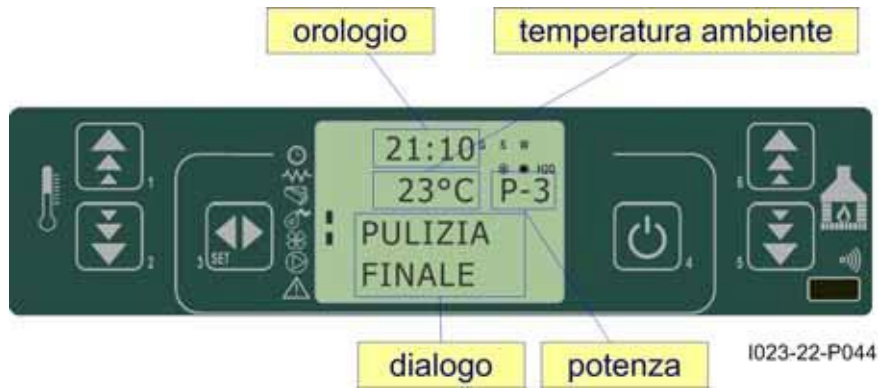 orologio
temperatura ambiente
21:10
D S W
23°C P-3
PULIZIA
FINALE
1
2
3 SET
4
5
6
dialogo
potenza
I023-22-P044